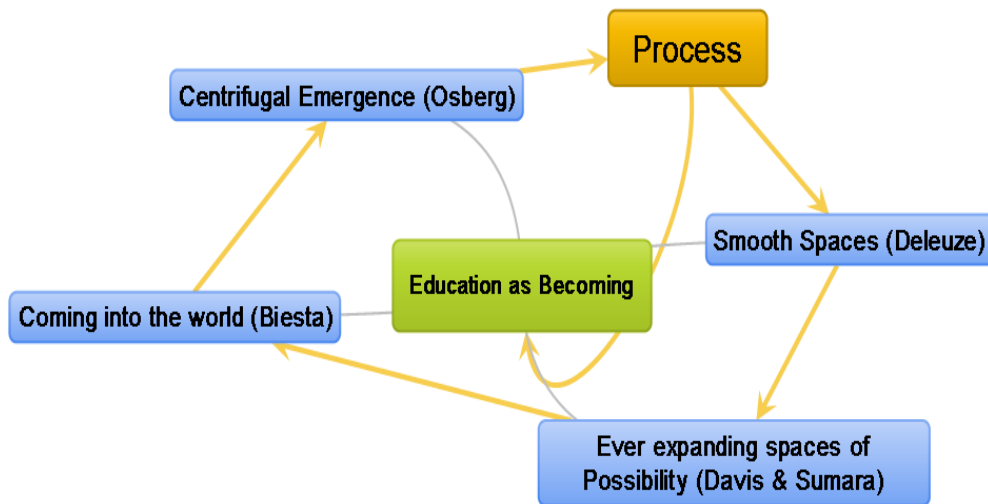 Process
Centrifugal Emergence (Osberg)
Smooth Spaces (Deleuze)
Education as Becoming
Coming into the world (Biesta)
Ever expanding spaces of
Possibility (Davis & Sumara)